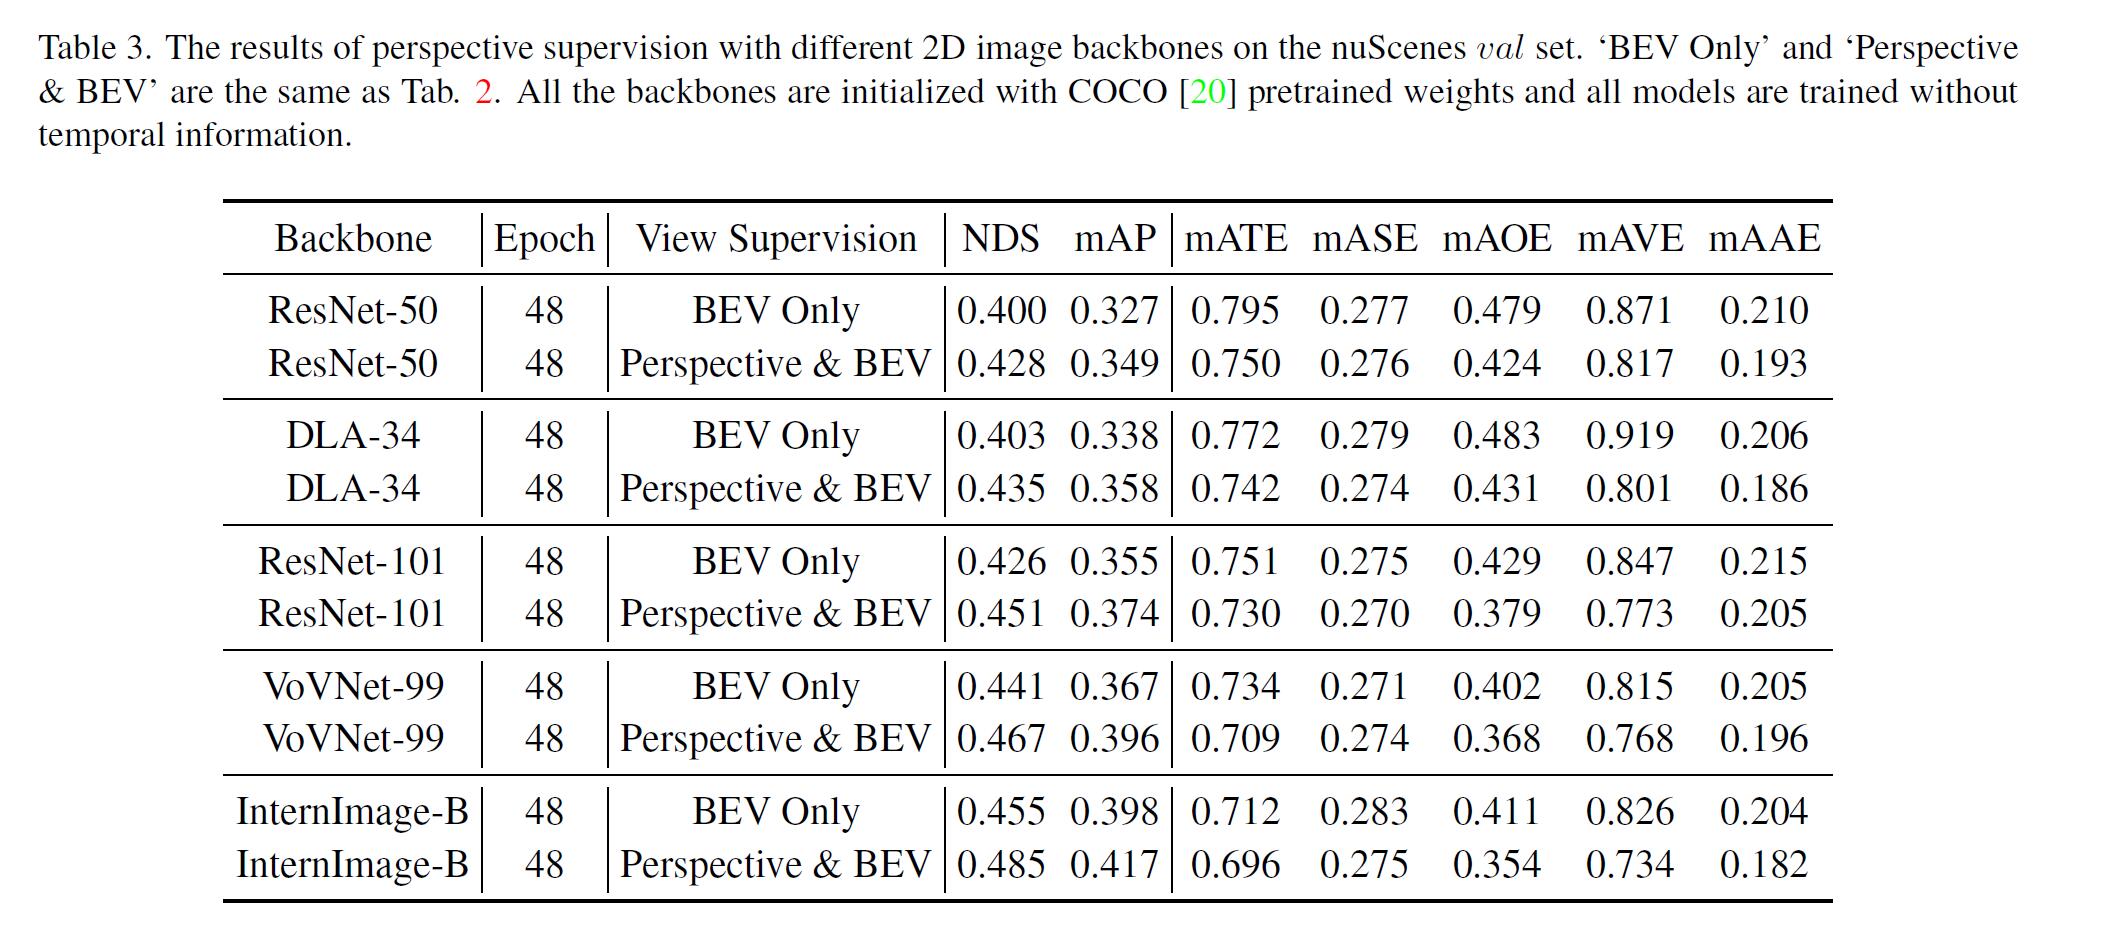 Table 3. The results of perspective supervision with different 2D image backbones on the nuScenes val set. ‘BEV Only’ and ‘Perspective
& BEV’ are the same as Tab. 2. All the backbones are initialized with COCO [20] pretrained weights and all models are trained without
temporal information.
Backbone Epoch View Supervision NDS mAP mATE mASE mAOE mAVE mAAE
ResNet-50 48 BEV Only 0.400 0.327 0.795 0.277 0.479 0.871 0.210
ResNet-50 48 Perspective & BEV 0.428 0.349 0.750 0.276 0.424 0.817 0.193
DLA-34 48 BEV Only 0.403 0.338 0.772 0.279 0.483 0.919 0.206
DLA-34 48 Perspective & BEV 0.435 0.358 0.742 0.274 0.431 0.801 0.186
ResNet-101 48 BEV Only 0.426 0.355 0.751 0.275 0.429 0.847 0.215
ResNet-101 48 Perspective & BEV 0.451 0.374 0.730 0.270 0.379 0.773 0.205
VoVNet-99 48 BEV Only 0.441 0.367 0.734 0.271 0.402 0.815 0.205
VoVNet-99 48 Perspective & BEV 0.467 0.396 0.709 0.274 0.368 0.768 0.196
InternImage-B 48 BEV Only 0.455 0.398 0.712 0.283 0.411 0.826 0.204
InternImage-B 48 Perspective & BEV 0.485 0.417 0.696 0.275 0.354 0.734 0.182